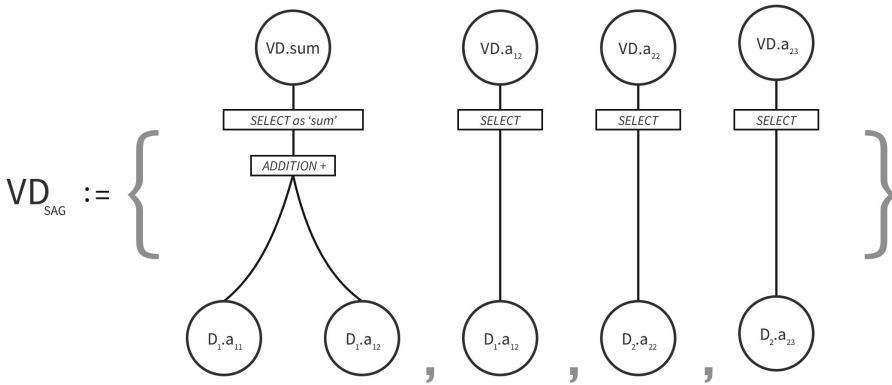 VD.sum VD.a₁₂ VD.a₂₂ VD.a₂₃
SELECT as ‘sum’ SELECT SELECT SELECT
ADDITION +
VD_SAG := { }
D₁.a₁₁ D₁.a₁₂ , D₁.a₁₂ , D₂.a₂₂ , D₂.a₂₃